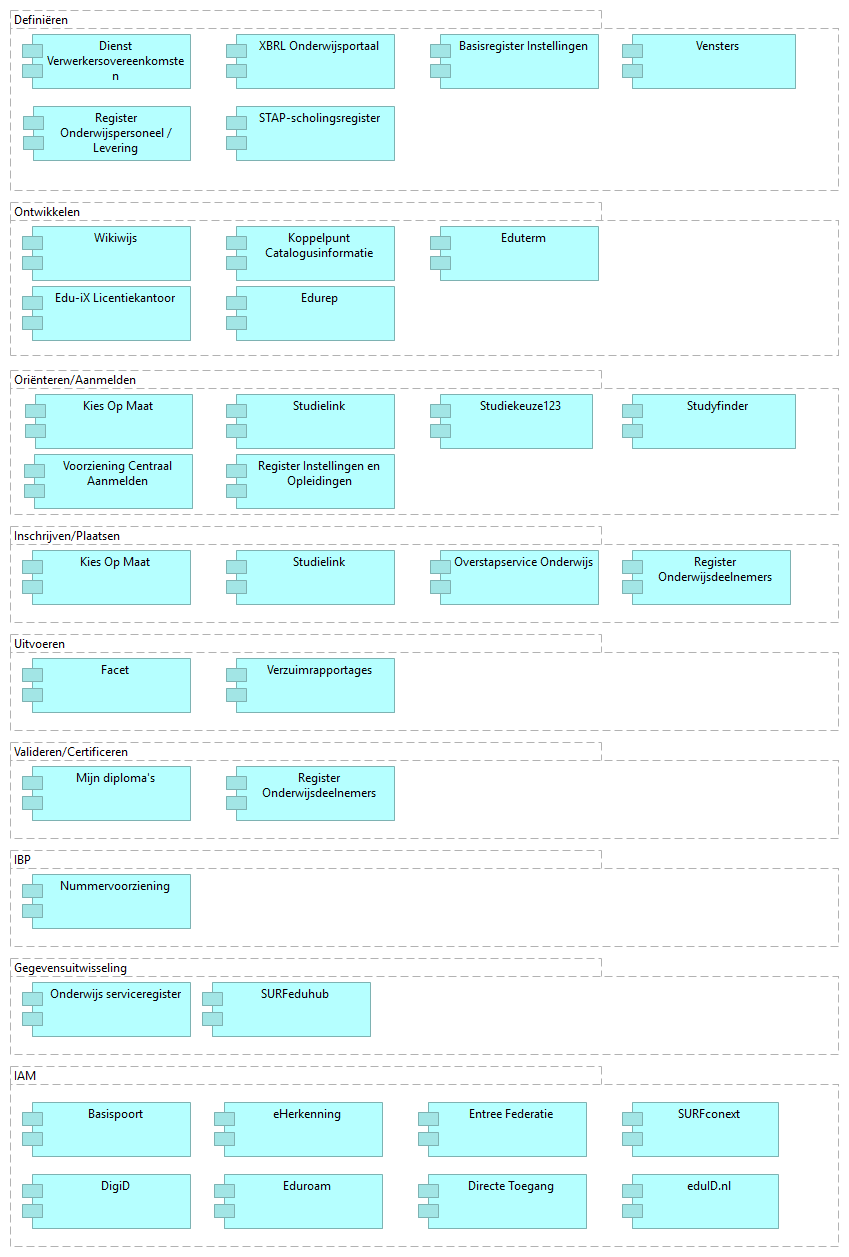 Definiëren
Dienst
Verwerkersovereenkomste
n
XBRL Onderwijsportaal
Basisregister Instellingen
Vensters
Register
Onderwijspersoneel /
Levering
STAP-scholingsregister
Ontwikkelen
Wikiwijs
Koppelpunt
Catalogusinformatie
Eduterm
Edu-iX Licentiekantoor
Edurep
Oriënteren/Aanmelden
Kies Op Maat
Studielink
Studiekeuze123
Studyfinder
Voorziening Centraal
Aanmelden
Register Instellingen en
Opleidingen
Inschrijven/Plaatsen
Kies Op Maat
Studielink
Overstapservice Onderwijs
Register
Onderwijsdeelnemers
Uitvoeren
Facet
Verzuimrapportages
Valideren/Certificeren
Mijn diploma's
Register
Onderwijsdeelnemers
IBP
Nummervoorziening
Gegevensuitwisseling
Onderwijs serviceregister
SURFeduhub
IAM
Basispoort
eHerkenning
Entree Federatie
SURFconext
DigiD
Eduroam
Directe Toegang
eduID.nl